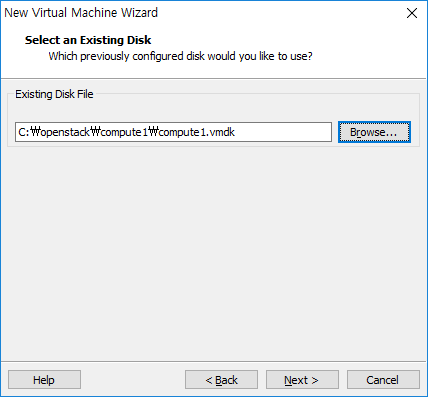 New Virtual Machine Wizard
Select an Existing Disk
Which previously configured disk would you like to use?
Existing Disk File
C:₩openstack₩compute1₩compute1.vmdk
Browse...
Help
< Back
Next >
Cancel